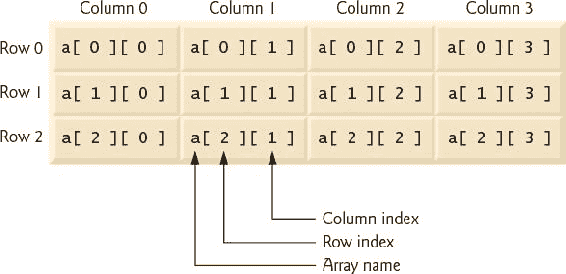 Column 0 Column 1 Column 2 Column 3
Row 0 a[ 0 ][ 0 ] a[ 0 ][ 1 ] a[ 0 ][ 2 ] a[ 0 ][ 3 ]
Row 1 a[ 1 ][ 0 ] a[ 1 ][ 1 ] a[ 1 ][ 2 ] a[ 1 ][ 3 ]
Row 2 a[ 2 ][ 0 ] a[ 2 ][ 1 ] a[ 2 ][ 2 ] a[ 2 ][ 3 ]
Column index
Row index
Array name